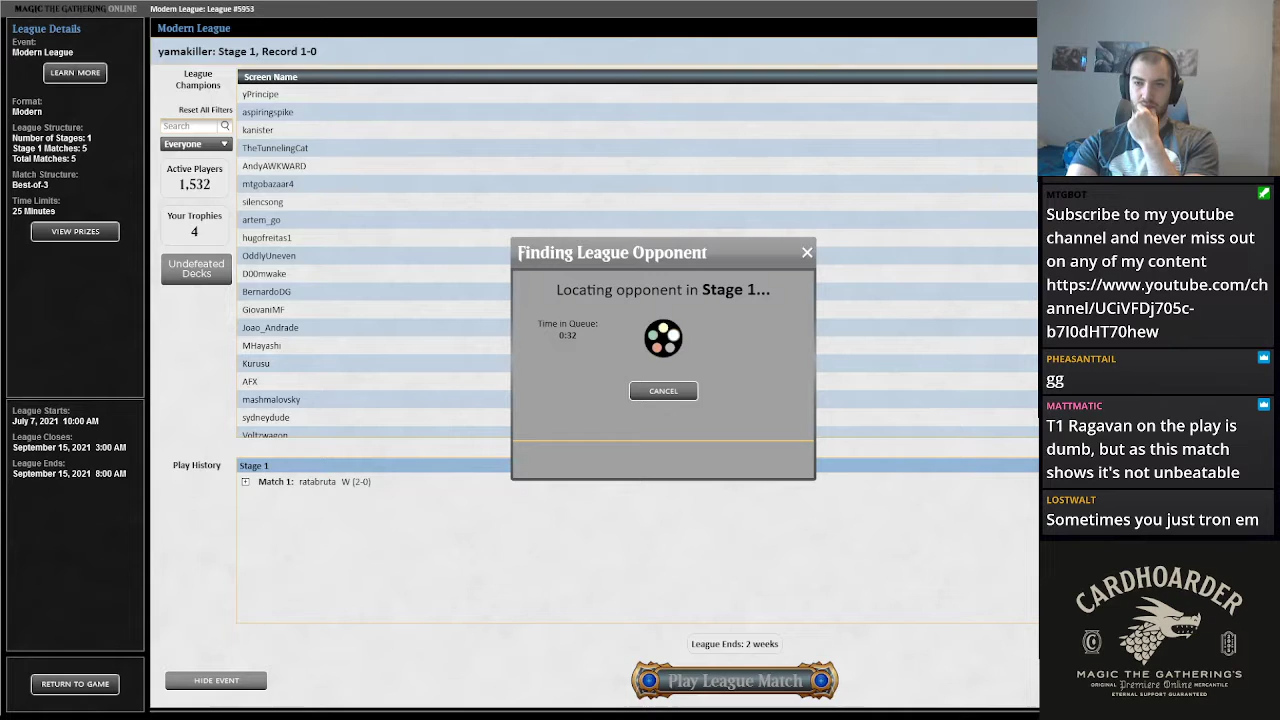 MAGIC THE GATHERING ONLINE
Modern League: League #5953
League Details
Event:
Modern League
LEARN MORE
Format:
Modern
League Structure:
Number of Stages: 1
Stage 1 Matches: 5
Total Matches: 5
Match Structure:
Best-of-3
Time Limits:
25 Minutes
VIEW PRIZES
League Starts:
July 7, 2021 10:00 AM
League Closes:
September 15, 2021 3:00 AM
League Ends:
September 15, 2021 8:00 AM
RETURN TO GAME
Modern League
yamakiller: Stage 1, Record 1-0
League
Champions
Reset All Filters
Search
Everyone
Active Players
1,532
Your Trophies
4
Undefeated
Decks
Screen Name
yPrincipe
aspiringspike
kanister
TheTunnelingCat
AndyAWKWARD
mtgobazaar4
silencsong
artem_go
hugofreitas1
OddlyUneven
D00mwake
BernardoDG
GiovaniMF
Joao_Andrade
MHayashi
Kurusu
AFX
mashmalovsky
sydneydude
Voltzwagon
Play History
Stage 1
Match 1: ratabruta W (2-0)
HIDE EVENT
League Ends: 2 weeks
Play League Match
Finding League Opponent
Locating opponent in Stage 1...
Time in Queue:
0:32
CANCEL
MTGBOT
Subscribe to my youtube
channel and never miss out
on any of my content
https://www.youtube.com/ch
annel/UCiVFDj705c-
b7I0dHT70hew
PHEASANTTAIL
gg
MATTMATIC
T1 Ragavan on the play is
dumb, but as this match
shows it's not unbeatable
LOSTWALT
Sometimes you just tron em
CARDHOARDER
MAGIC THE GATHERING'S
ORIGINAL Premiere Online MERCANTILE
ETERNAL SUPPORT GUARANTEED